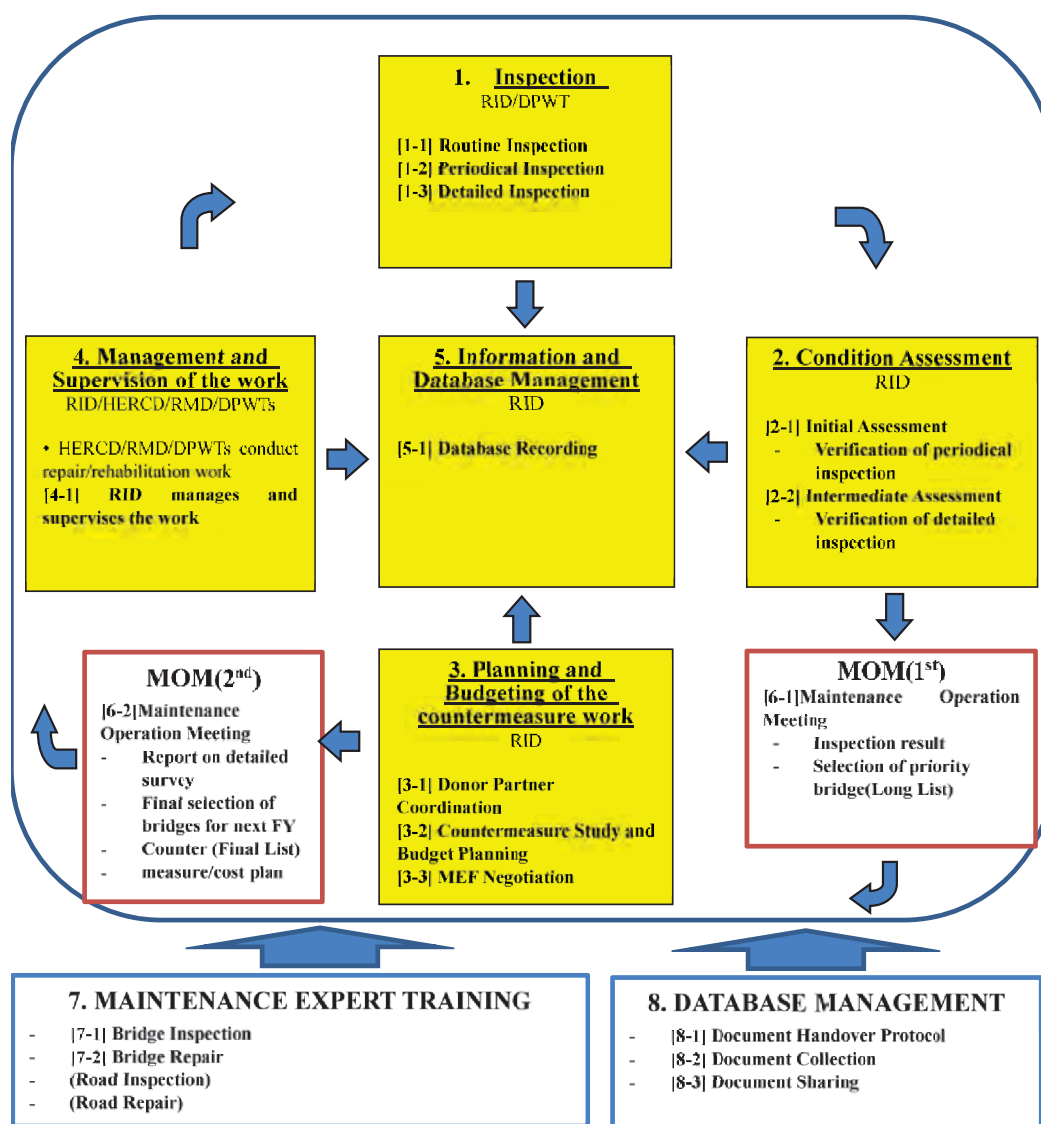 1. Inspection
RID/DPWT
[1-1] Routine Inspection
[1-2] Periodical Inspection
[1-3] Detailed Inspection
4. Management and
Supervision of the work
RID/HERCD/RMD/DPWTs
• HERCD/RMD/DPWTs conduct
repair/rehabilitation work
[4-1] RID manages and
supervises the work
5. Information and
Database Management
RID
[5-1] Database Recording
2. Condition Assessment
RID
[2-1] Initial Assessment
- Verification of periodical
inspection
[2-2] Intermediate Assessment
- Verification of detailed
inspection
MOM(2nd)
[6-2]Maintenance
Operation Meeting
- Report on detailed
survey
- Final selection of
bridges for next FY
- Counter (Final List)
- measure/cost plan
3. Planning and
Budgeting of the
countermeasure work
RID
[3-1] Donor Partner
Coordination
[3-2] Countermeasure Study and
Budget Planning
[3-3] MEF Negotiation
MOM(1st)
[6-1]Maintenance Operation
Meeting
- Inspection result
- Selection of priority
bridge(Long List)
7. MAINTENANCE EXPERT TRAINING
- [7-1] Bridge Inspection
- [7-2] Bridge Repair
- (Road Inspection)
- (Road Repair)
8. DATABASE MANAGEMENT
- [8-1] Document Handover Protocol
- [8-2] Document Collection
- [8-3] Document Sharing